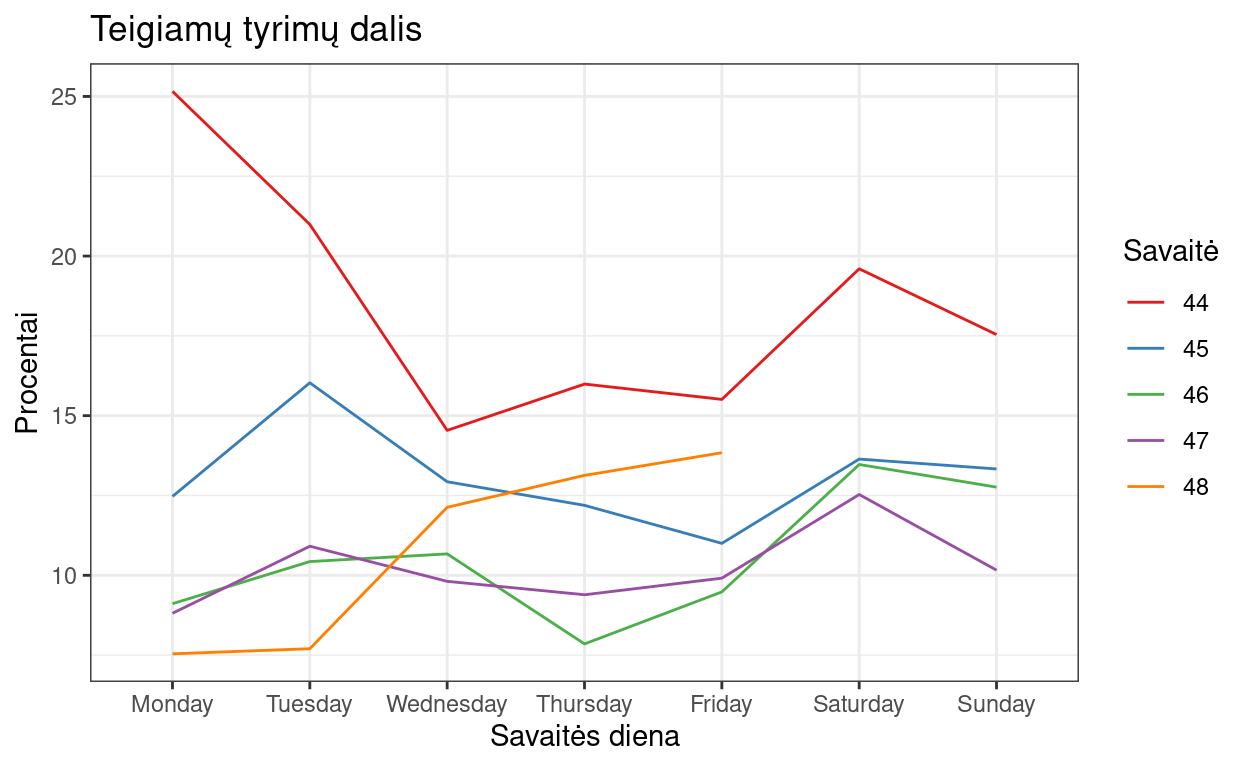 Teigiamų tyrimų dalis
Procentai
25
20
15
10
Monday Tuesday Wednesday Thursday Friday Saturday Sunday
Savaitės diena
Savaitė
44
45
46
47
48